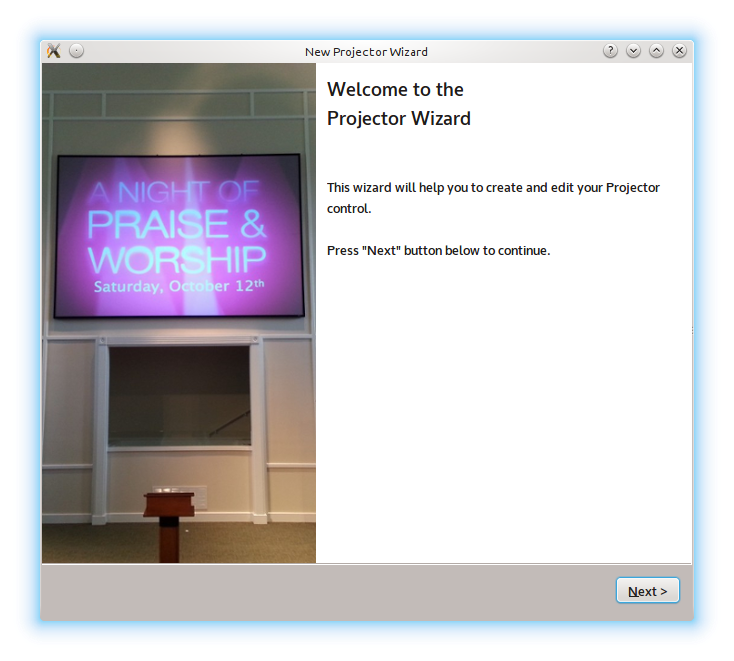 New Projector Wizard
A NIGHT OF
PRAISE &
WORSHIP
Saturday, October 12th
Welcome to the
Projector Wizard
This wizard will help you to create and edit your Projector
control.
Press "Next" button below to continue.
Next >